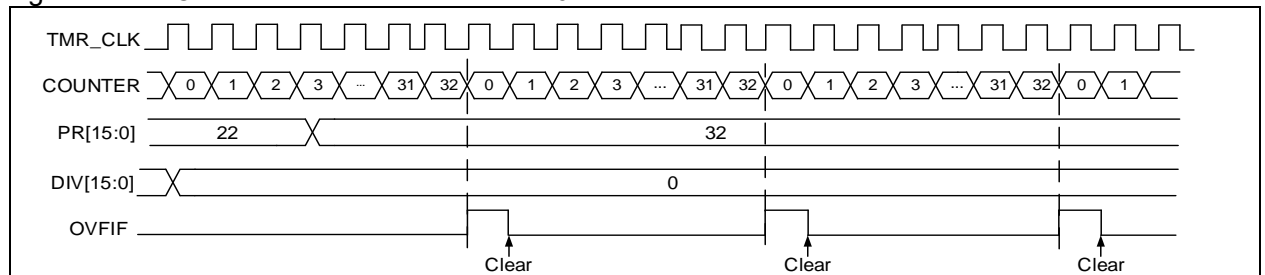 TMR_CLK
COUNTER 0 1 2 3 ... 31 32 0 1 2 3 ... 31 32 0 1 2 3 ... 31 32 0 1
PR[15:0] 22 32
DIV[15:0] 0
OVFIF
Clear Clear Clear